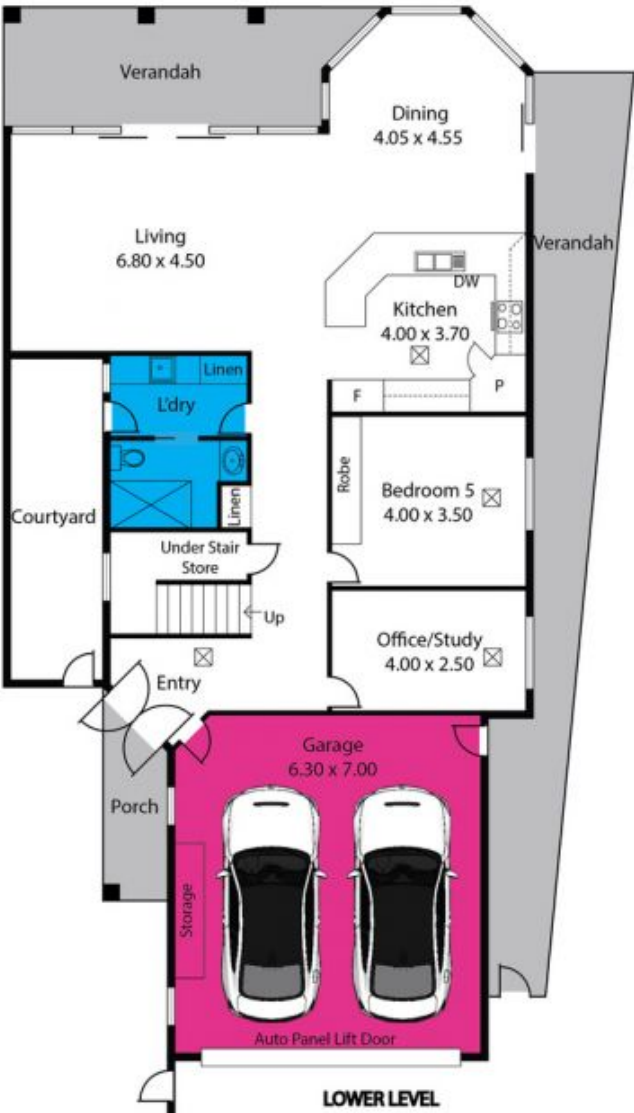 Verandah
Dining
4.05 x 4.55
Living
6.80 x 4.50
Verandah
DW
Kitchen
4.00 x 3.70
Linen
L'dry
F
P
Robe
Bedroom 5
4.00 x 3.50
Linen
Courtyard
Under Stair
Store
Up
Office/Study
4.00 x 2.50
Entry
Garage
6.30 x 7.00
Porch
Storage
Auto Panel Lift Door
LOWER LEVEL